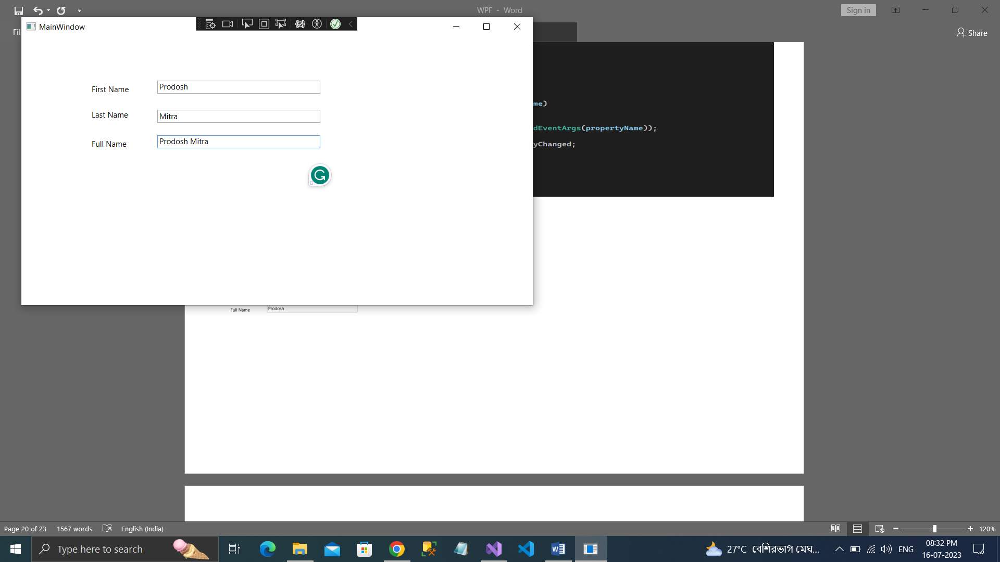 WPF - Word
Sign in
MainWindow
Fil
Share
First Name
Prodosh
me)
Last Name
Mitra
dEventArgs(propertyName));
Full Name
Prodosh Mitra
yChanged;
Full Name
Prodosh
Page 20 of 23
1567 words
English (India)
120%
Type here to search
27°C
বেশিরভাগ মেঘ...
ENG
08:32 PM
16-07-2023